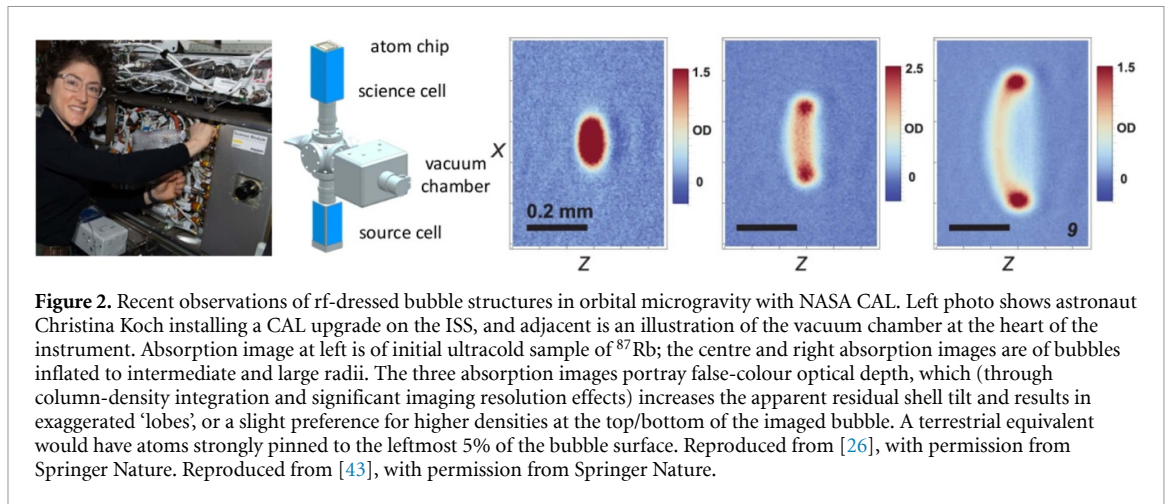 atom chip
science cell
vacuum
chamber
source cell
X
0.2 mm
Z
1.5
OD
0
Z
2.5
OD
0
9
Z
1.5
OD
0
Figure 2. Recent observations of rf-dressed bubble structures in orbital microgravity with NASA CAL. Left photo shows astronaut
Christina Koch installing a CAL upgrade on the ISS, and adjacent is an illustration of the vacuum chamber at the heart of the
instrument. Absorption image at left is of initial ultracold sample of ⁸⁷Rb; the centre and right absorption images are of bubbles
inflated to intermediate and large radii. The three absorption images portray false-colour optical depth, which (through
column-density integration and significant imaging resolution effects) increases the apparent residual shell tilt and results in
exaggerated ‘lobes’, or a slight preference for higher densities at the top/bottom of the imaged bubble. A terrestrial equivalent
would have atoms strongly pinned to the leftmost 5% of the bubble surface. Reproduced from [26], with permission from
Springer Nature. Reproduced from [43], with permission from Springer Nature.